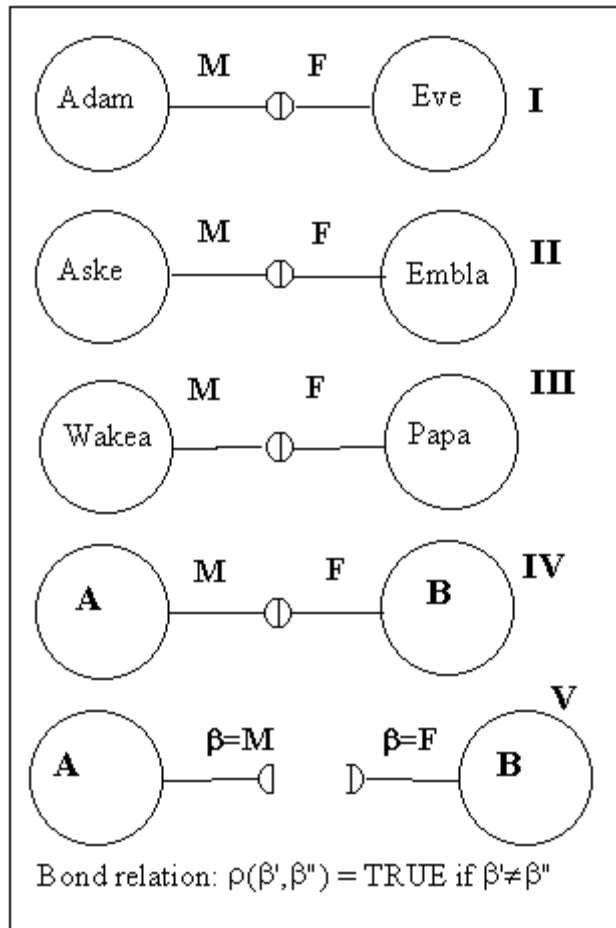 M F
Adam Eve I
M F
Aske Embla II
M F III
Wakea Papa
M F IV
A B
V
β=M β=F
A B
Bond relation: ρ(β',β") = TRUE if β'≠β"